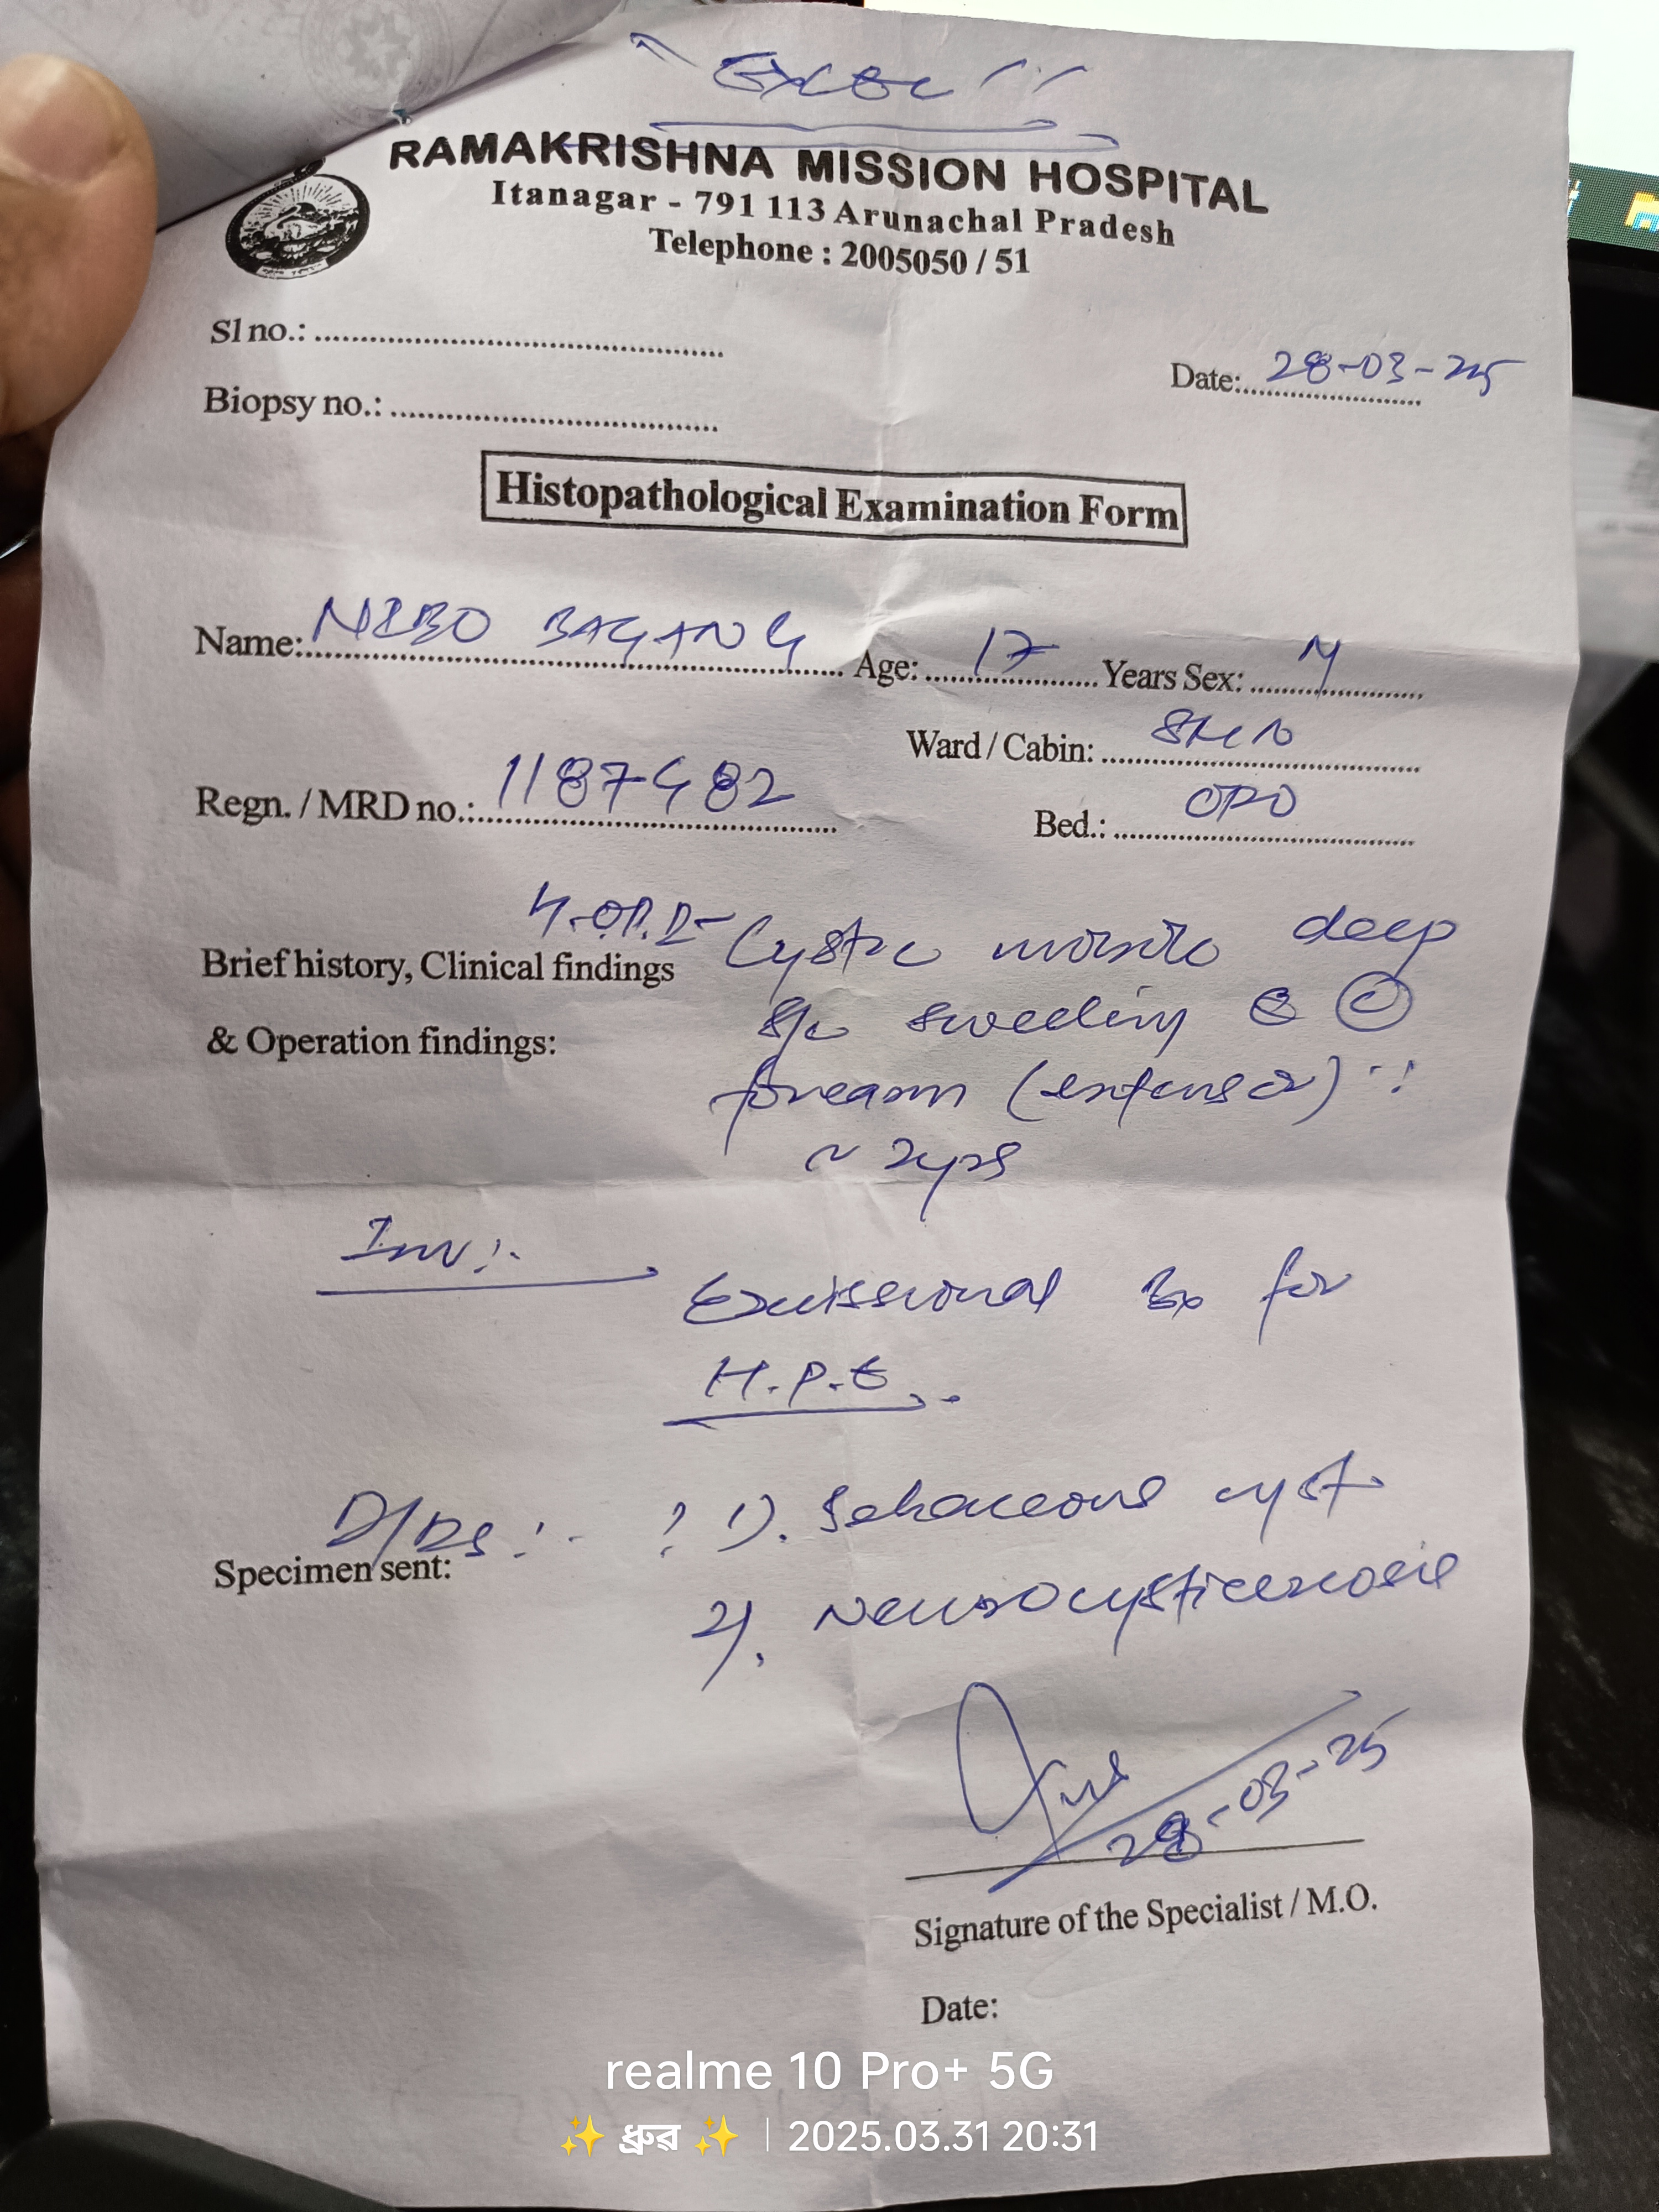 "Excel"
RAMAKRISHNA MISSION HOSPITAL
Itanagar - 791 113 Arunachal Pradesh
Telephone : 2005050 / 51
Sl no.:
Date: 28-03-25
Biopsy no.:
Histopathological Examination Form
Name: NIBO BAGANG Age: 17 Years Sex: M
Ward / Cabin:
Regn. / MRD no.: 1187482
Bed.: OPD
Brief history, Clinical findings Cystic mobile deep
& Operation findings: s/c swelling
forearm (extensor)
~ 2yrs
Inv:-
Excissional Bx for
H.P.E..
D/Ds :- ? 1). Sebaceous cyst
Specimen sent:
2). Neurocysticercosis
28-03-25
Signature of the Specialist / M.O.
Date:
realme 10 Pro+ 5G
✨ ধ্রুৱ ✨ | 2025.03.31 20:31